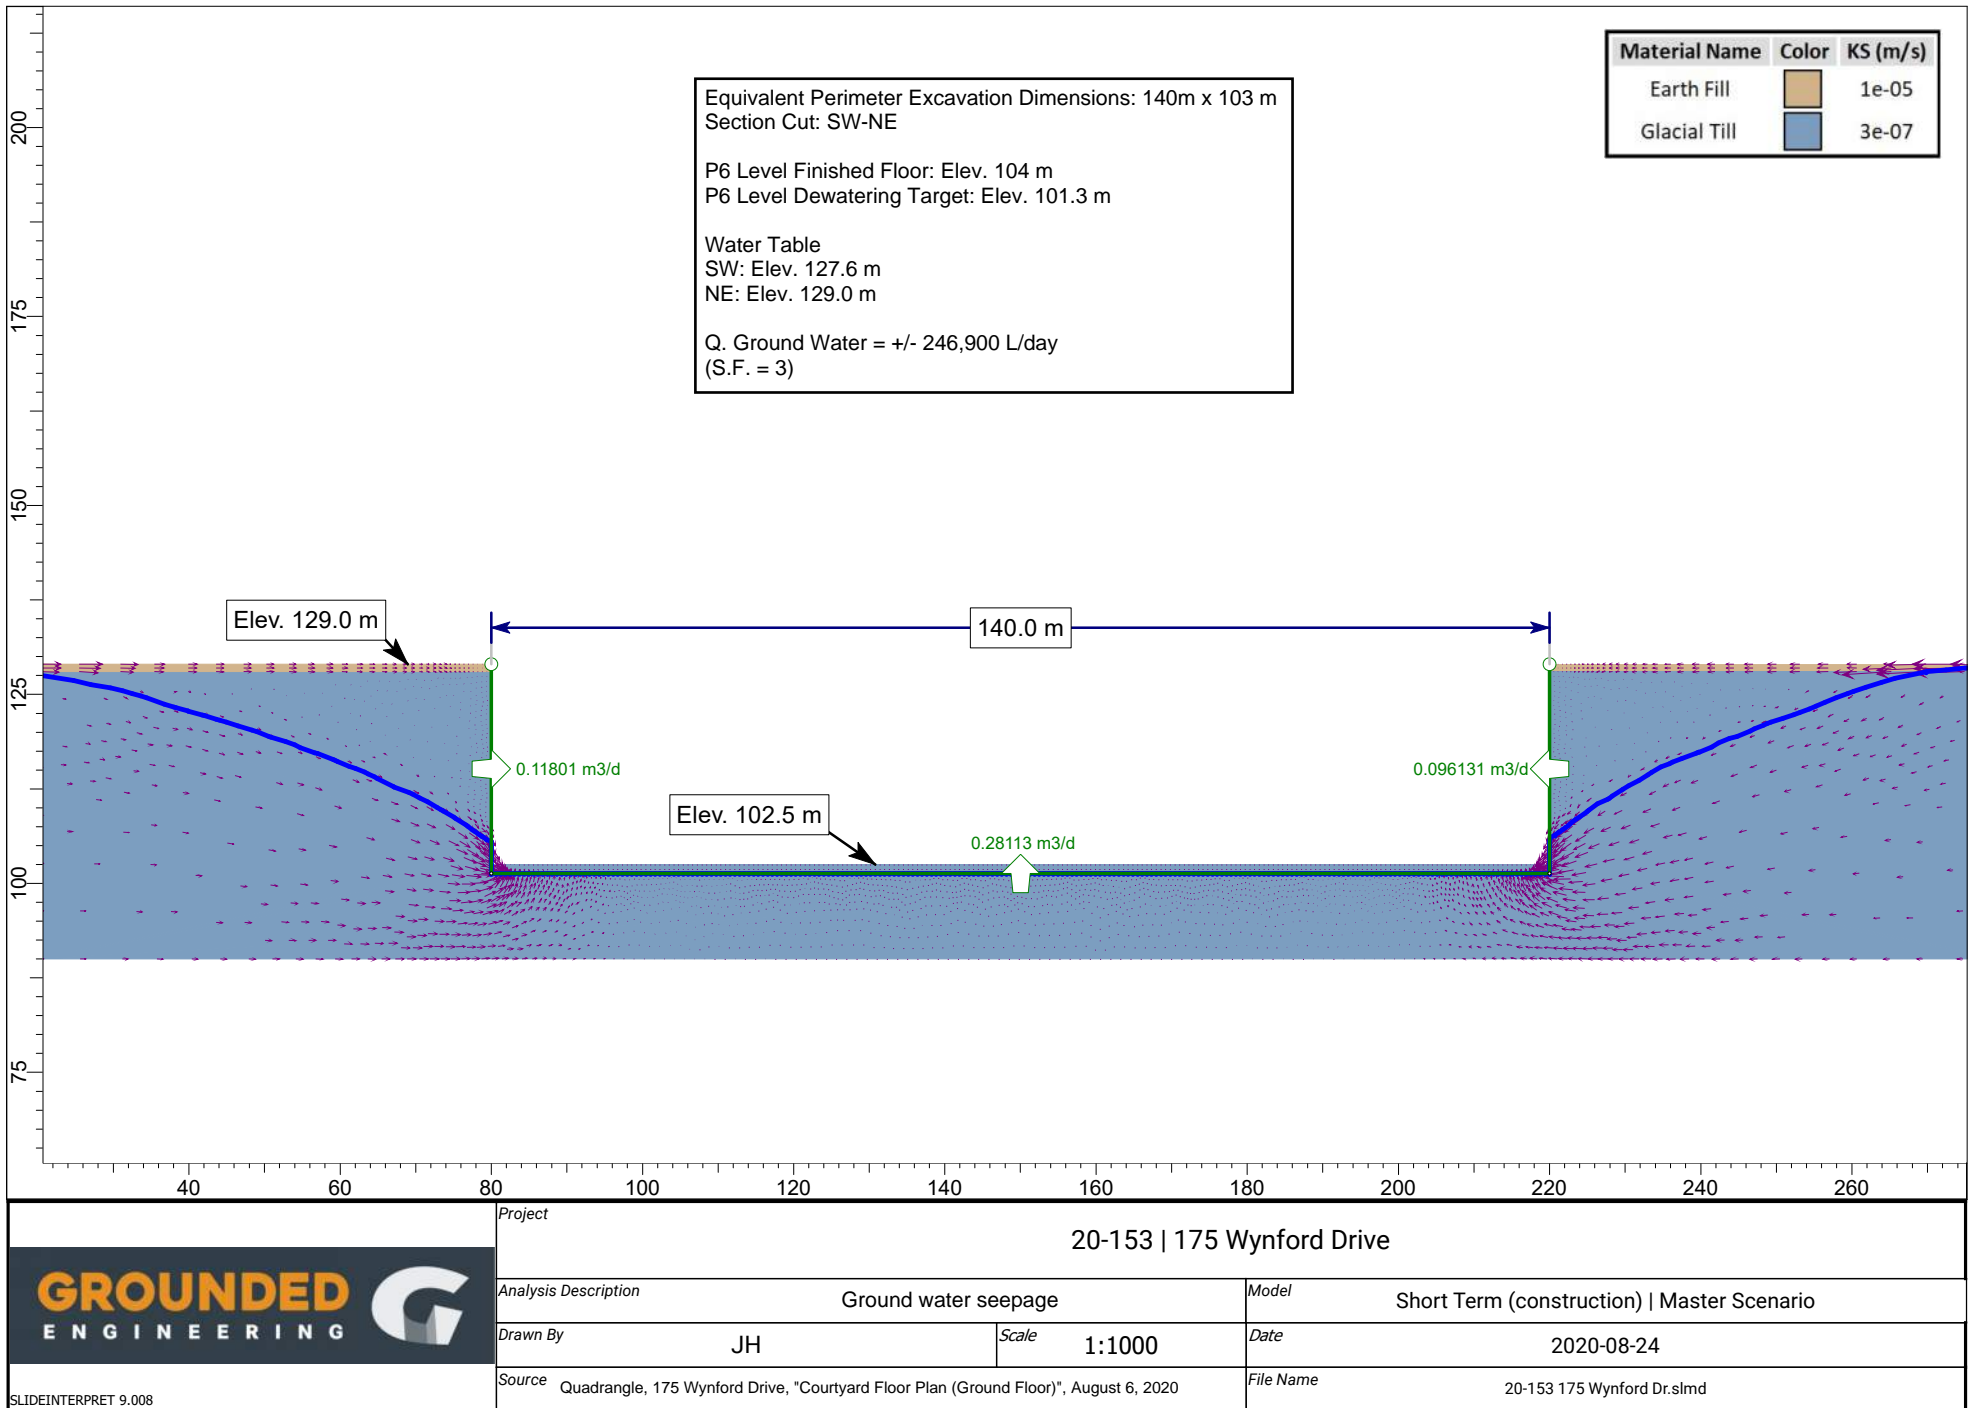 Material Name Color KS (m/s)
Earth Fill 1e-05
Glacial Till 3e-07
Equivalent Perimeter Excavation Dimensions: 140m x 103 m
Section Cut: SW-NE
P6 Level Finished Floor: Elev. 104 m
P6 Level Dewatering Target: Elev. 101.3 m
Water Table
SW: Elev. 127.6 m
NE: Elev. 129.0 m
Q. Ground Water = +/- 246,900 L/day
(S.F. = 3)
200
175
150
125
100
75
Elev. 129.0 m
140.0 m
0.11801 m3/d
0.096131 m3/d
Elev. 102.5 m
0.28113 m3/d
40 60 80 100 120 140 160 180 200 220 240 260
GROUNDED
ENGINEERING
SLIDEINTERPRET 9.008
Project
20-153 | 175 Wynford Drive
Analysis Description
Ground water seepage
Model
Short Term (construction) | Master Scenario
Drawn By
JH
Scale
1:1000
Date
2020-08-24
Source
Quadrangle, 175 Wynford Drive, "Courtyard Floor Plan (Ground Floor)", August 6, 2020
File Name
20-153 175 Wynford Dr.slmd